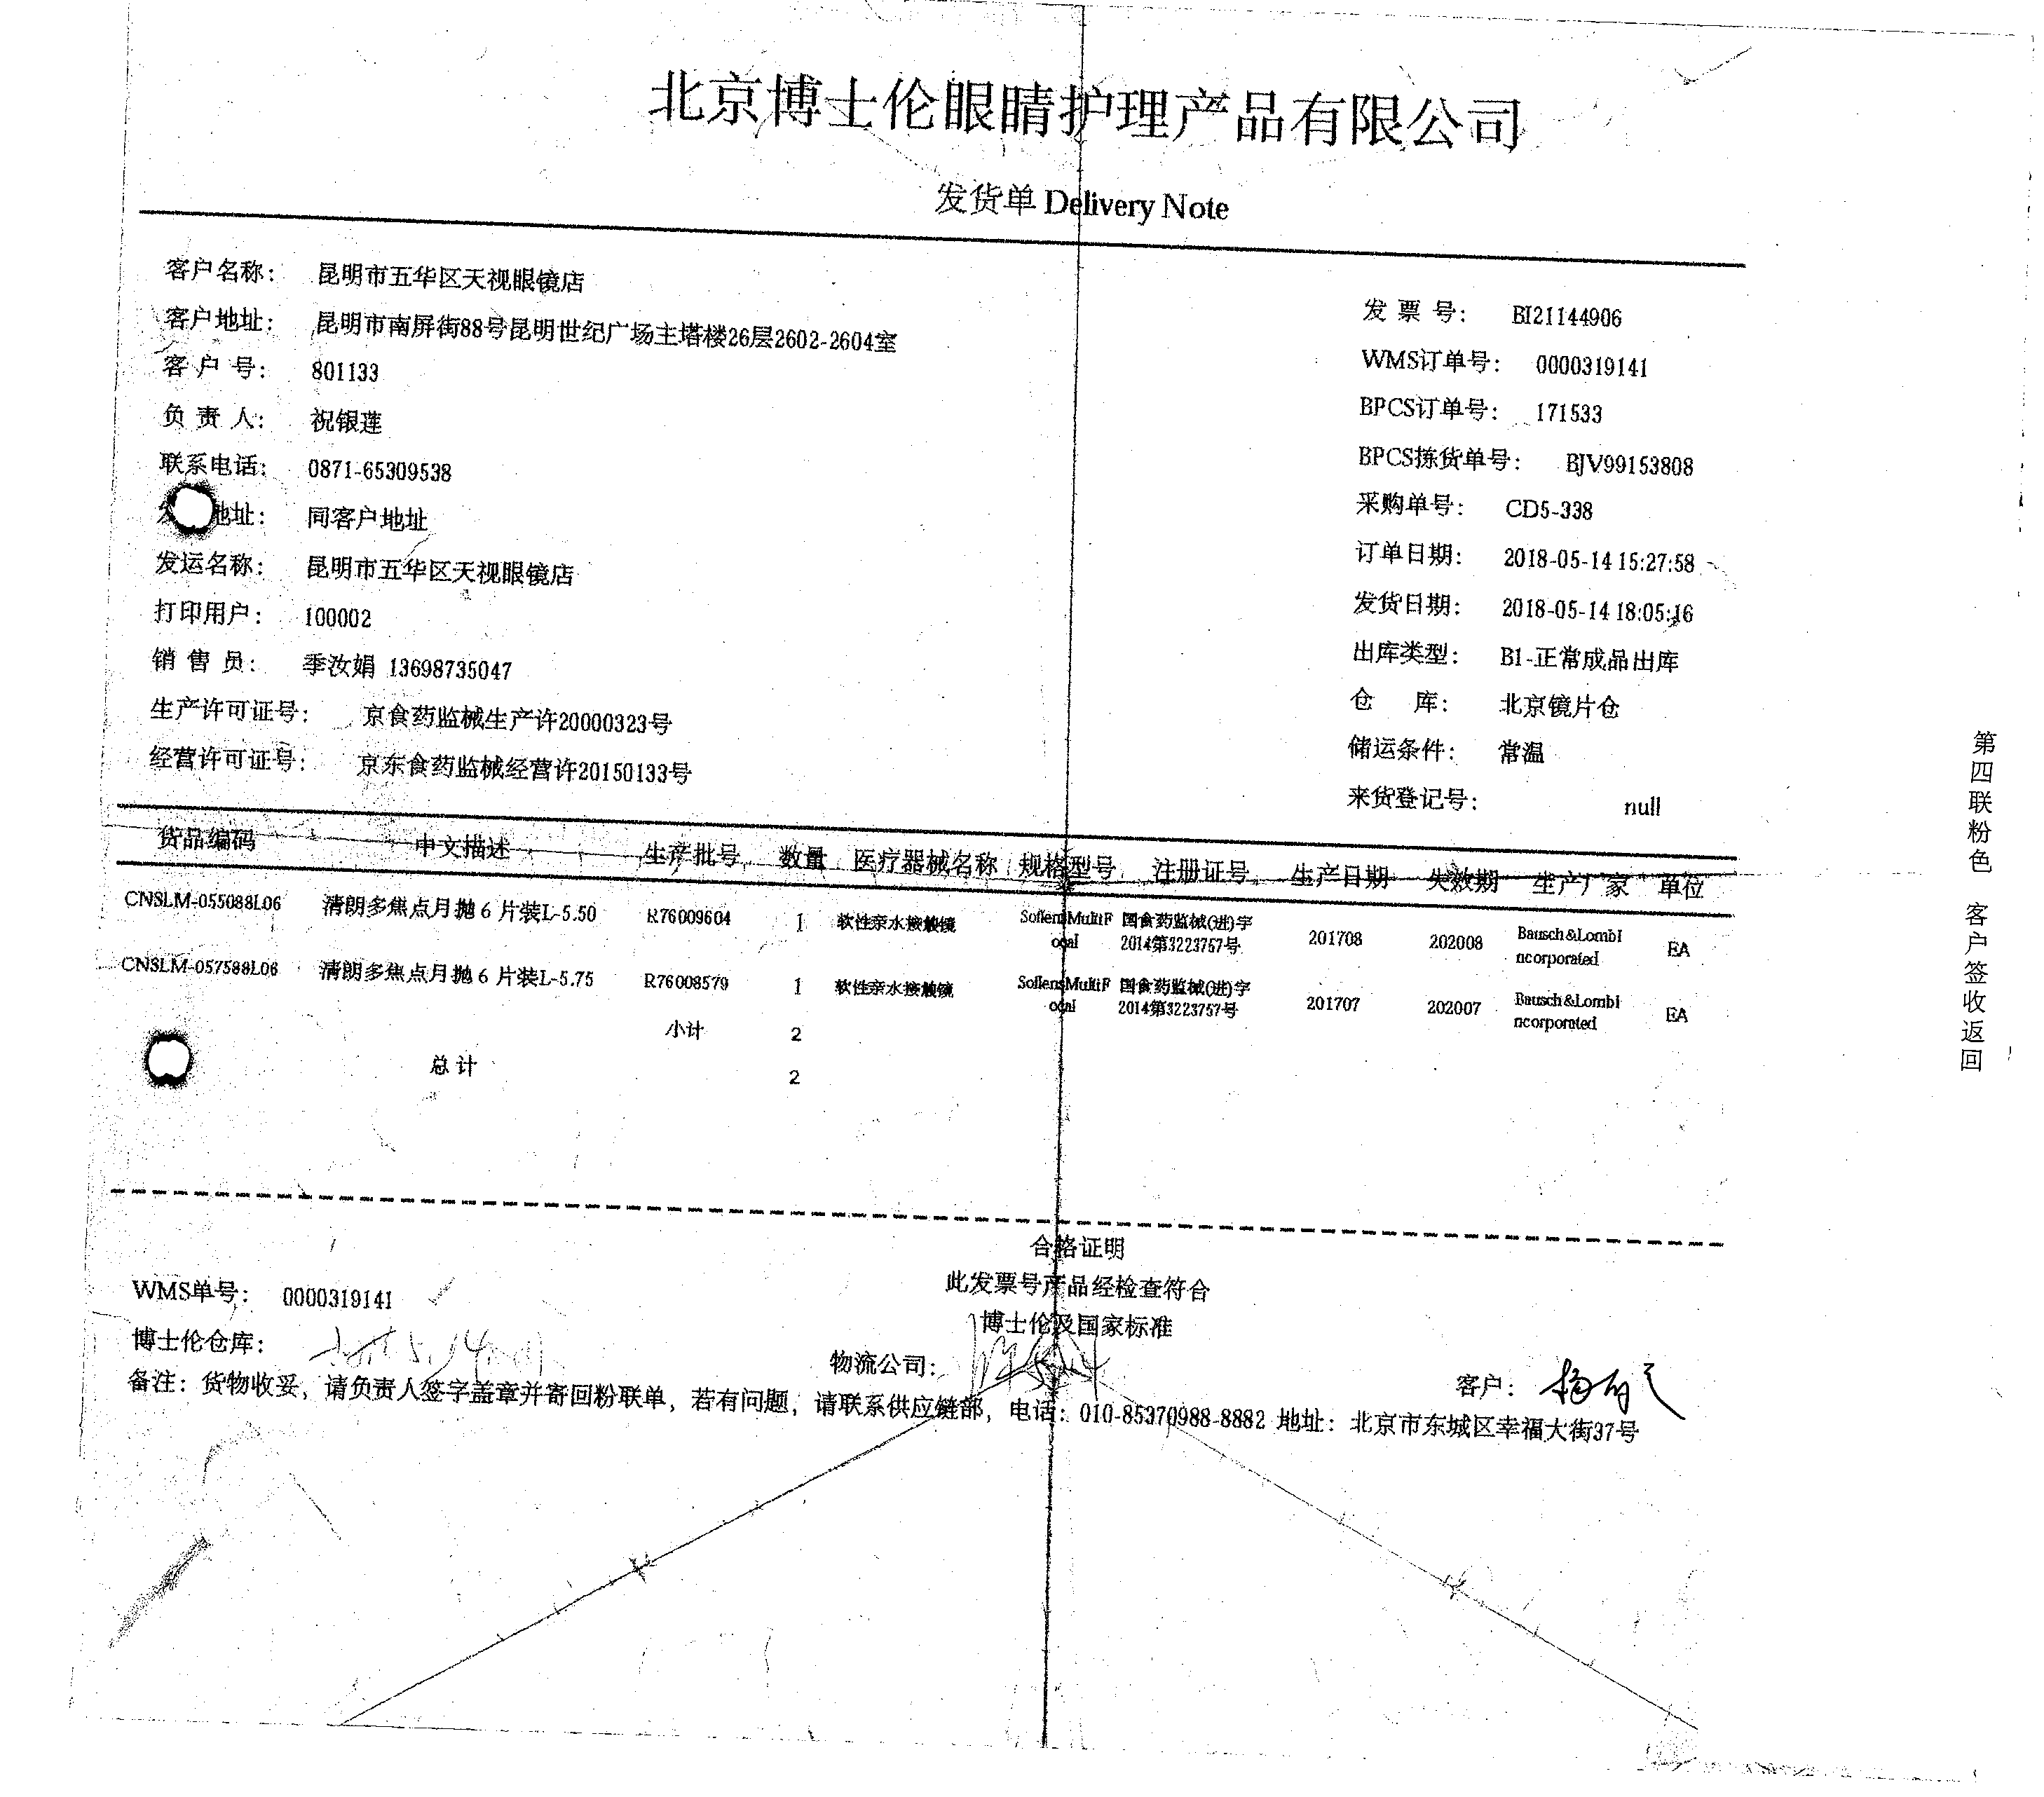 北京博士伦眼睛护理产品有限公司
发货单 Delivery Note
客户名称： 昆明市五华区天视眼镜店
客户地址： 昆明市南屏街88号昆明世纪广场主塔楼26层2602-2604室
客 户 号： 801133
负 责 人： 祝银莲
联系电话： 0871-65309538
地址： 同客户地址
发运名称： 昆明市五华区天视眼镜店
打印用户： 100002
销 售 员： 季汝娟 13698735047
生产许可证号： 京食药监械生产许20000323号
经营许可证号： 京东食药监械经营许20150133号
发 票 号： BI21144906
WMS订单号： 0000319141
BPCS订单号： 171533
BPCS拣货单号： BJV99153808
采购单号： CD5-338
订单日期： 2018-05-14 15:27:58
发货日期： 2018-05-14 18:05:16
出库类型： B1-正常成品出库
仓 库： 北京镜片仓
储运条件： 常温
来货登记号： null
货品编码 中文描述 生产批号 数量 医疗器械名称 规格型号 注册证号 生产日期 失效期 生产厂家 单位
CNSLM-055088L06 清朗多焦点月抛 6 片装L-5.50 R76009604 1 软性亲水接触镜 SoflensMultiF 国食药监械(进)字 201708 202008 Bausch&LombI EA
ocal 2014第3223757号 ncorporated
CNSLM-057588L06 清朗多焦点月抛 6 片装L-5.75 R76008579 1 软性亲水接触镜 SoflensMultiF 国食药监械(进)字 201707 202007 Bausch&LombI EA
ocal 2014第3223757号 ncorporated
小计 2
总计 2
合格证明
此发票号产品经检查符合
博士伦及国家标准
WMS单号： 0000319141
博士伦仓库：
物流公司：
客户：
备注：货物收妥，请负责人签字盖章并寄回粉联单，若有问题，请联系供应链部，电话：010-85370988-8882 地址：北京市东城区幸福大街37号
第四联粉色 客户签收返回